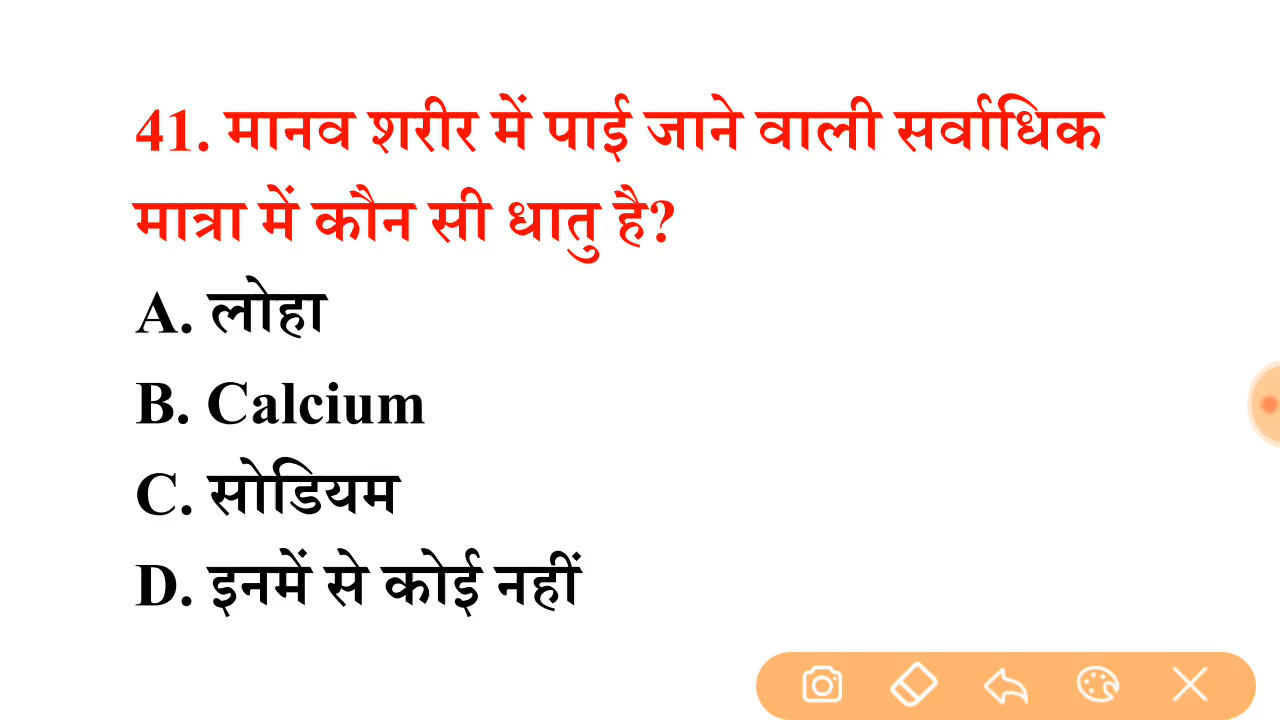 41. मानव शरीर में पाई जाने वाली सर्वाधिक
मात्रा में कौन सी धातु है?
A. लोहा
B. Calcium
C. सोडियम
D. इनमें से कोई नहीं